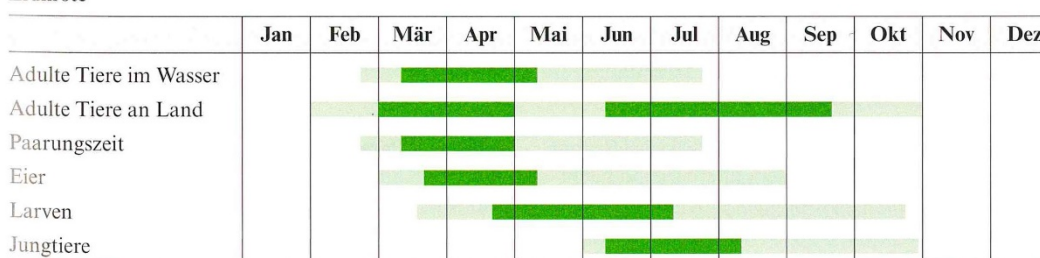 Jan Feb Mär Apr Mai Jun Jul Aug Sep Okt Nov Dez
Adulte Tiere im Wasser
Adulte Tiere an Land
Paarungszeit
Eier
Larven
Jungtiere